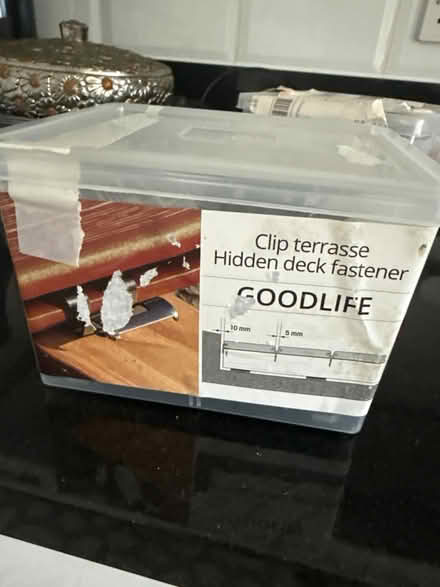 Clip terrasse
Hidden deck fastener
GOODLIFE
10 mm
5 mm